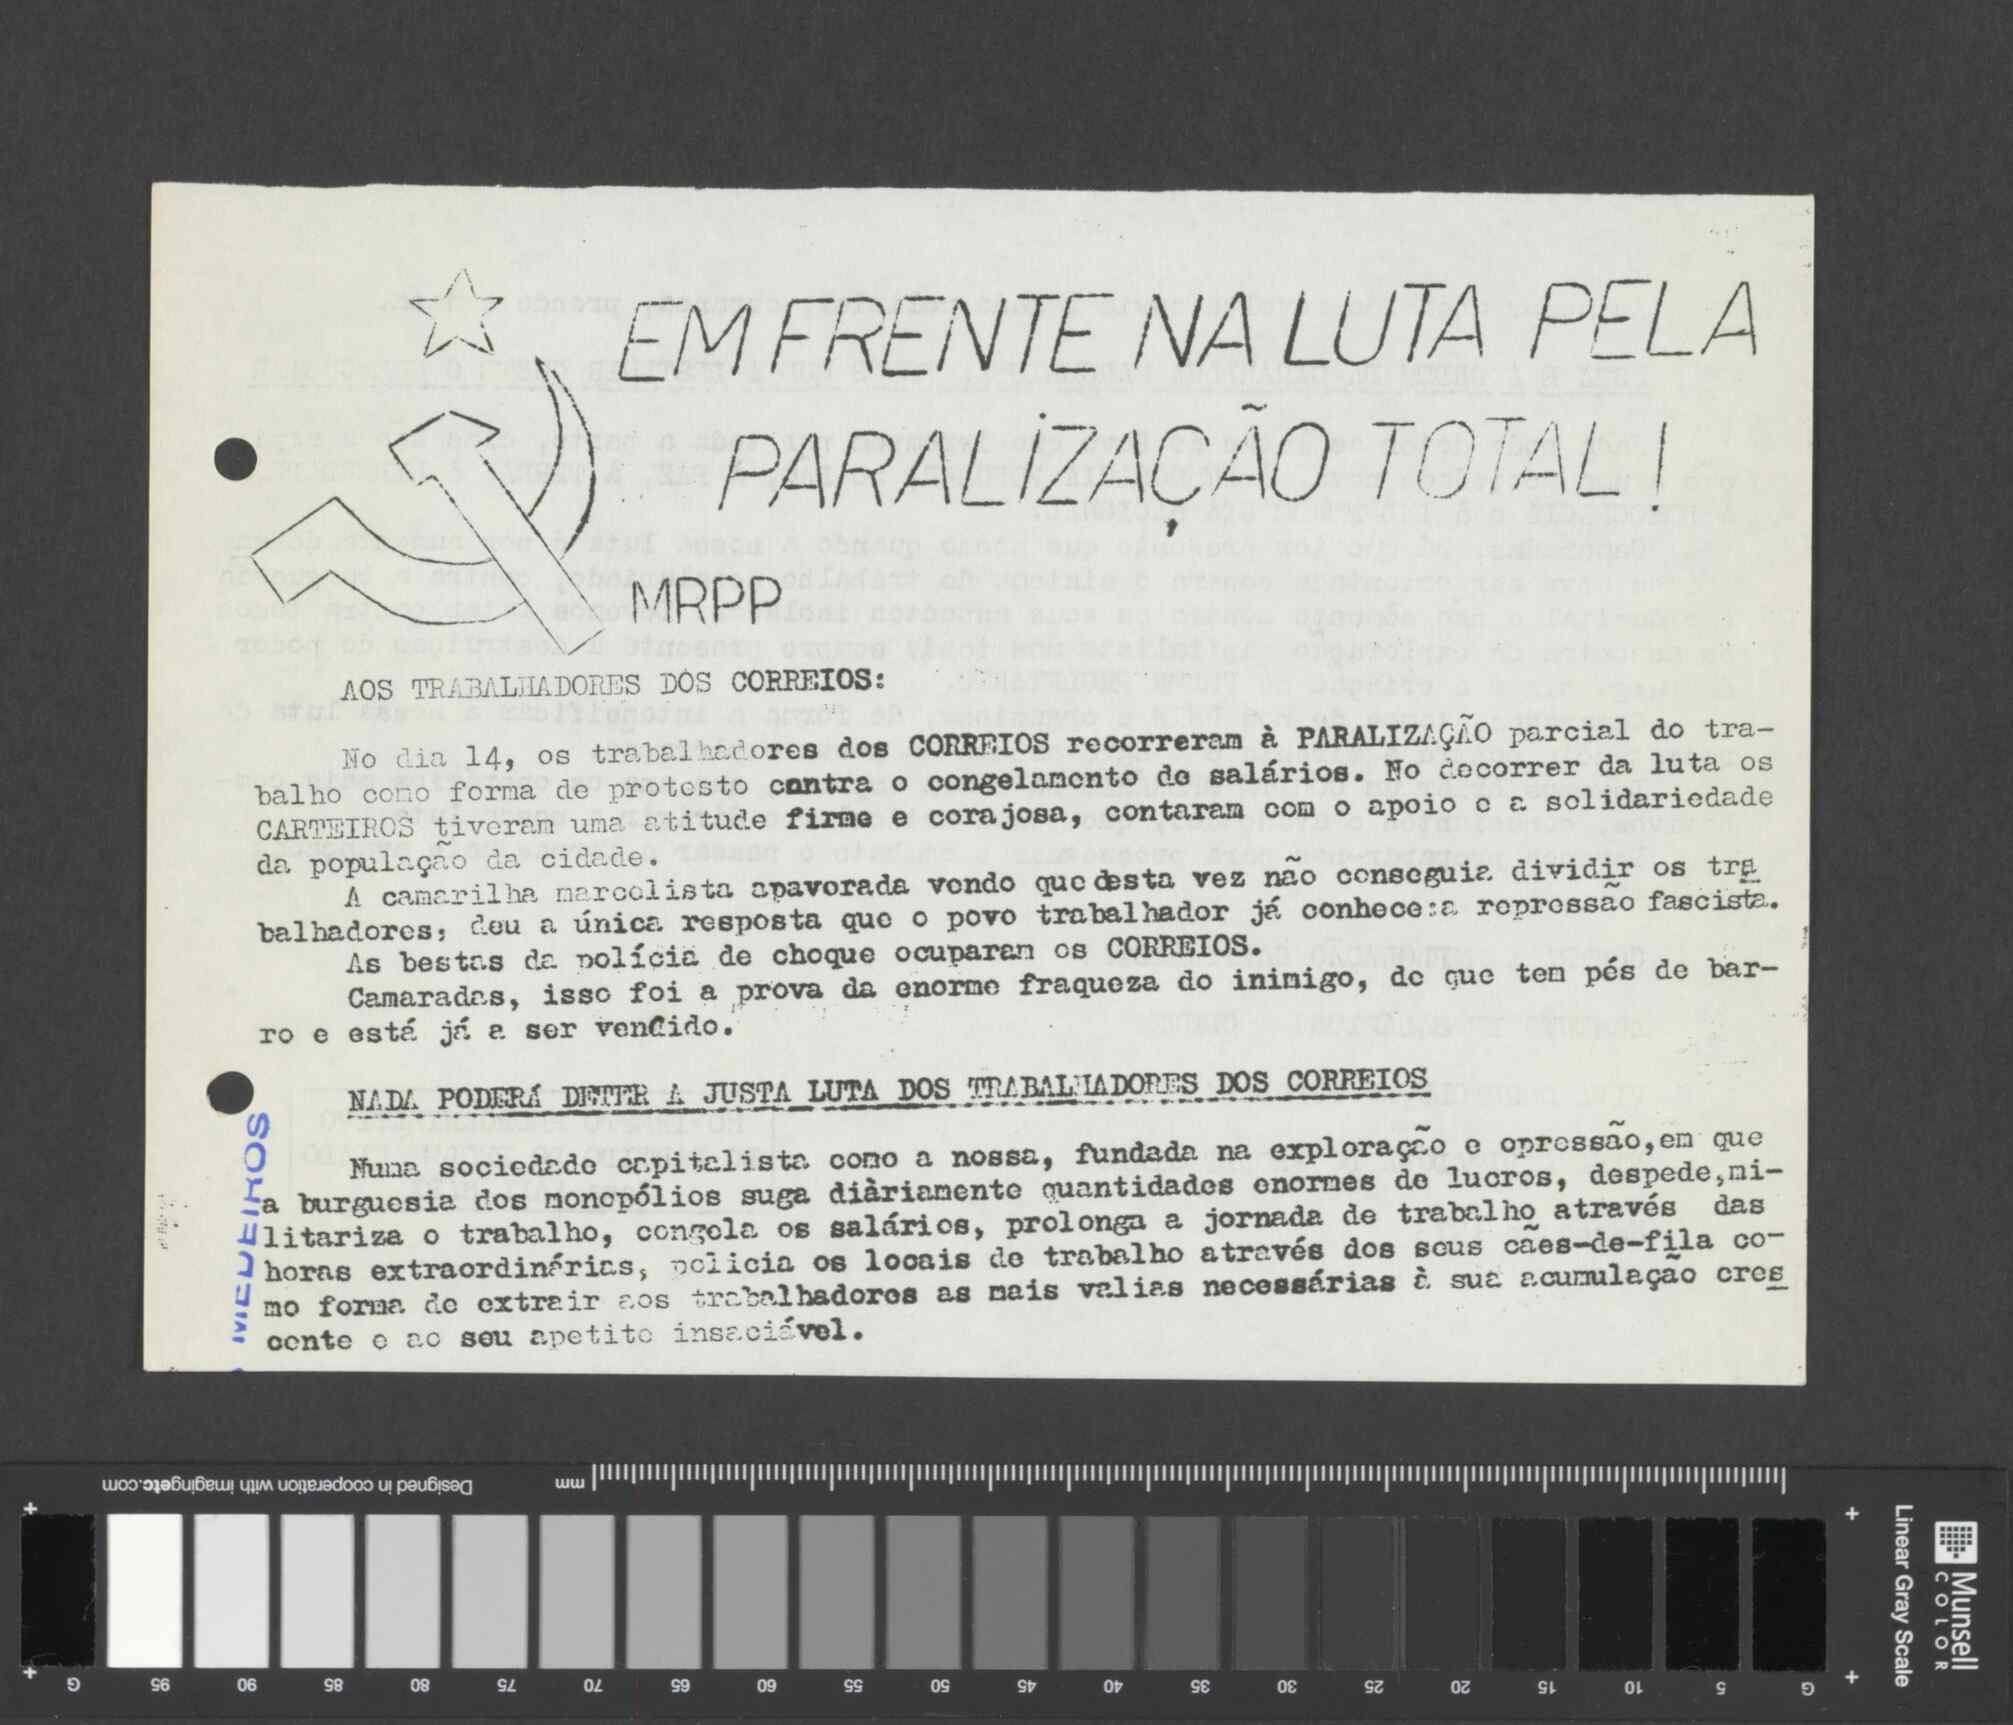 EM FRENTE NA LUTA PELA
PARALIZAÇÃO TOTAL!
MRPP
AOS TRABALHADORES DOS CORREIOS:
No dia 14, os trabalhadores dos CORREIOS recorreram à PARALIZAÇÃO parcial do tra-
balho como forma de protesto contra o congelamento de salários. No decorrer da luta os
CARTEIROS tiveram uma atitude firme e corajosa, contaram com o apoio e a solidariedade
da população da cidade.
A camarilha marcelista apavorada vendo que desta vez não conseguia dividir os tra
balhadores, deu a única resposta que o povo trabalhador já conhece:a repressão fascista.
As bestas da polícia de choque ocuparam os CORREIOS.
Camaradas, isso foi a prova da enorme fraqueza do inimigo, de que tem pés de bar-
ro e está já a ser vencido.
NADA PODERÁ DETER A JUSTA LUTA DOS TRABALHADORES DOS CORREIOS
Numa sociedade capitalista como a nossa, fundada na exploração e opressão,em que
a burguesia dos monopólios suga diàriamente quantidades enormes de lucros, despede,mi-
litariza o trabalho, congela os salários, prolonga a jornada de trabalho através das
horas extraordinárias, policia os locais de trabalho através dos seus cães-de-fila co-
mo forma de extrair aos trabalhadores as mais valias necessárias à sua acumulação cres
cente e ao seu apetite insaciável.
MEDEIROS
Designed in cooperation with imagingetc.com
mm
G 95 90 85 80 75 70 65 60 55 50 45 40 35 30 25 20 15 10 5 G
Linear Gray Scale
Munsell
COLOR